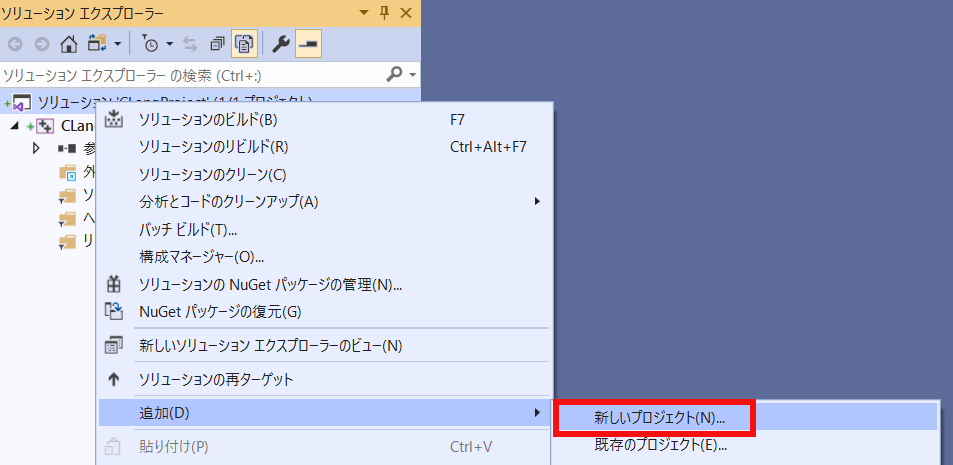 ソリューション エクスプローラー
ソリューション エクスプローラー の検索 (Ctrl+:)
ソリューション 'CLangProject' (1/1 プロジェクト)
CLan
参
外
ソ
ヘ
リ
ソリューションのビルド(B) F7
ソリューションのリビルド(R) Ctrl+Alt+F7
ソリューションのクリーン(C)
分析とコードのクリーンアップ(A)
バッチ ビルド(T)...
構成マネージャー(O)...
ソリューションの NuGet パッケージの管理(N)...
NuGet パッケージの復元(G)
新しいソリューション エクスプローラーのビュー(N)
ソリューションの再ターゲット
追加(D)
貼り付け(P) Ctrl+V
新しいプロジェクト(N)...
既存のプロジェクト(E)...